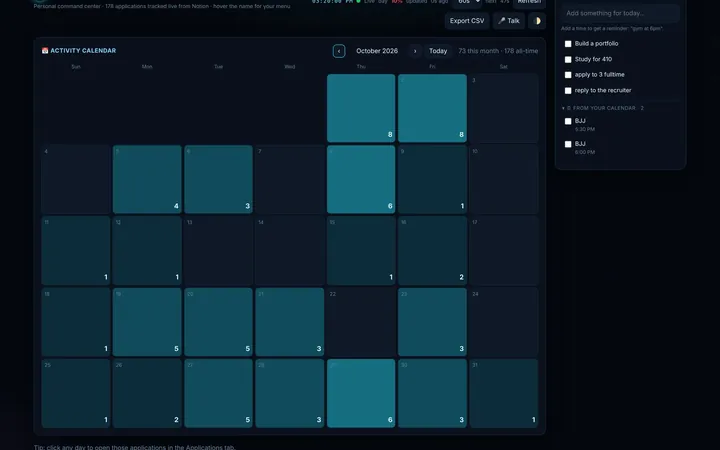 Personal command center · 178 applications tracked live from Notion · hover the name for your menu
Export CSV
🎤 Talk
📅 ACTIVITY CALENDAR
‹
October 2026
›
Today
73 this month · 178 all-time
Sun Mon Tue Wed Thu Fri Sat
8
8
3
4
5
4
6
3
7
6
9
1
10
11
1
12
1
13
14
15
1
16
2
17
18
1
19
5
20
5
21
3
22
23
3
24
25
1
26
2
27
5
28
3
29
6
30
3
31
1
Tip: click any day to open those applications in the Applications tab.
Add something for today...
Add a time to get a reminder: "gym at 6pm".
Build a portfolio
Study for 410
apply to 3 fulltime
reply to the recruiter
FROM YOUR CALENDAR · 2
BJJ
6:30 PM
BJJ
6:00 PM